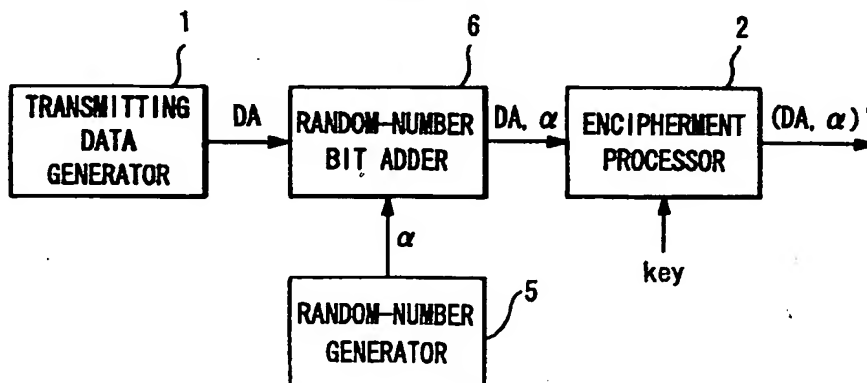 1
TRANSMITTING
DATA
GENERATOR
DA
6
RANDOM-NUMBER
BIT ADDER
DA, α
2
ENCIPHERMENT
PROCESSOR
(DA, α)'
α
key
RANDOM-NUMBER
GENERATOR
5